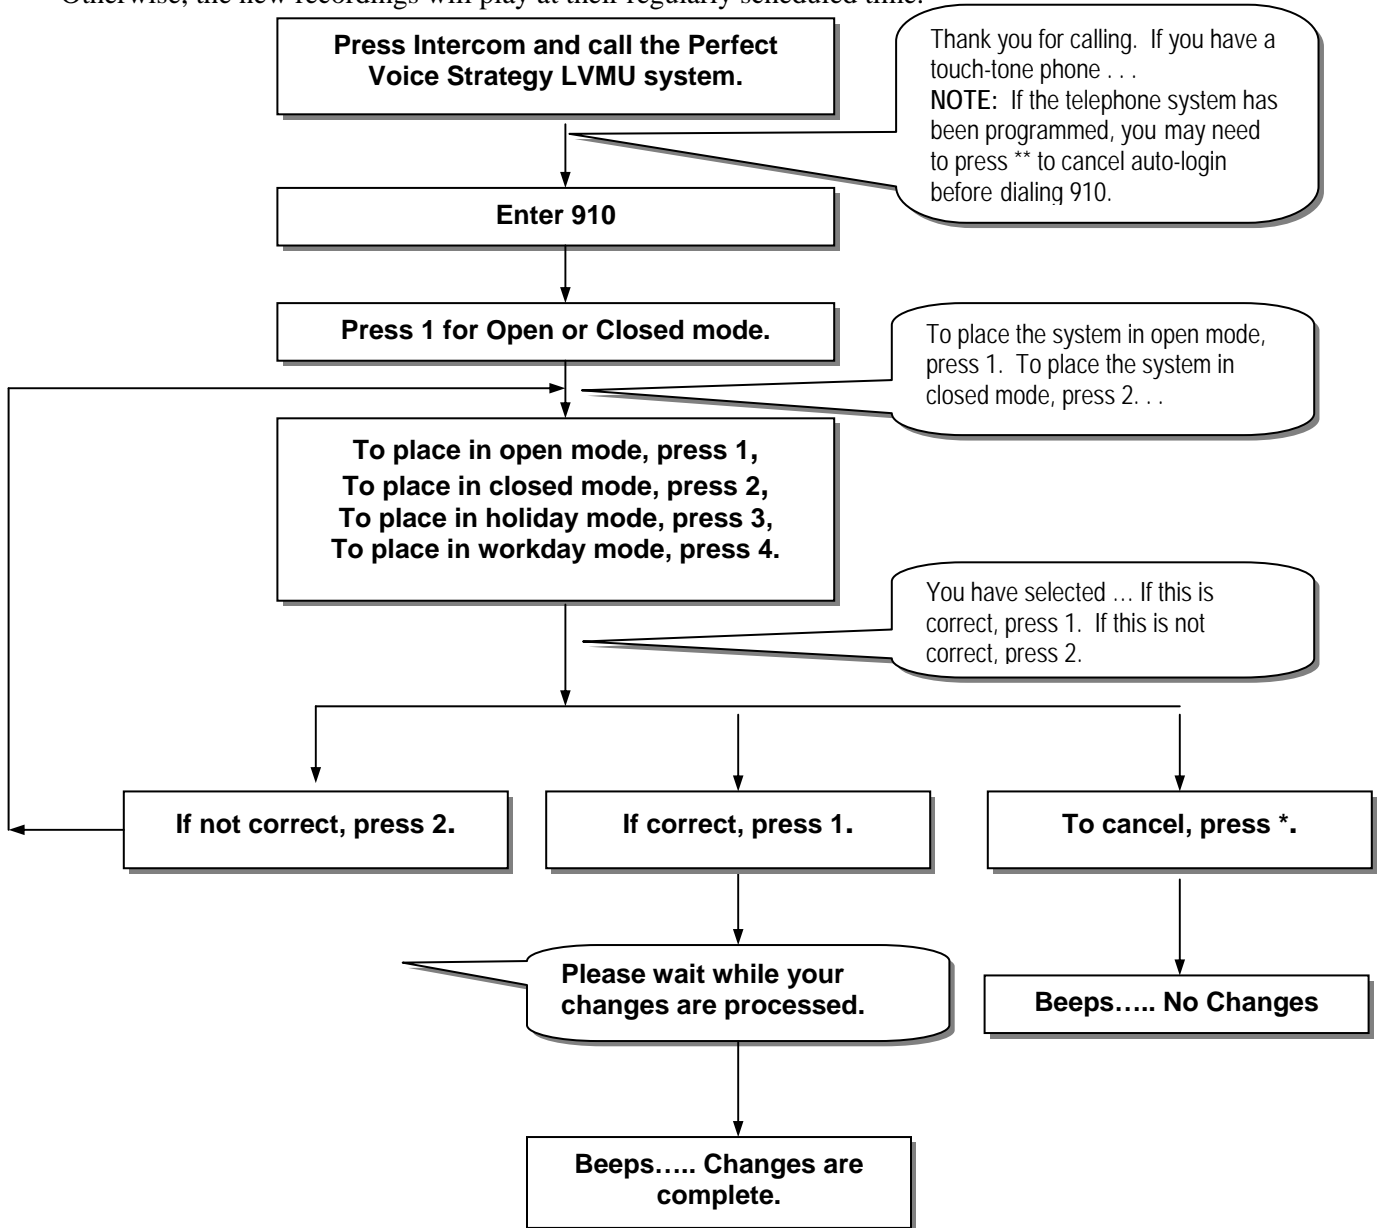 Otherwise, the new recordings will play at their regularly scheduled time.
Press Intercom and call the Perfect
Voice Strategy LVMU system.
Thank you for calling. If you have a
touch-tone phone . . .
NOTE: If the telephone system has
been programmed, you may need
to press ** to cancel auto-login
before dialing 910.
Enter 910
Press 1 for Open or Closed mode.
To place the system in open mode,
press 1. To place the system in
closed mode, press 2. . .
To place in open mode, press 1,
To place in closed mode, press 2,
To place in holiday mode, press 3,
To place in workday mode, press 4.
You have selected … If this is
correct, press 1. If this is not
correct, press 2.
If not correct, press 2.
If correct, press 1.
To cancel, press *.
Please wait while your
changes are processed.
Beeps….. No Changes
Beeps….. Changes are
complete.